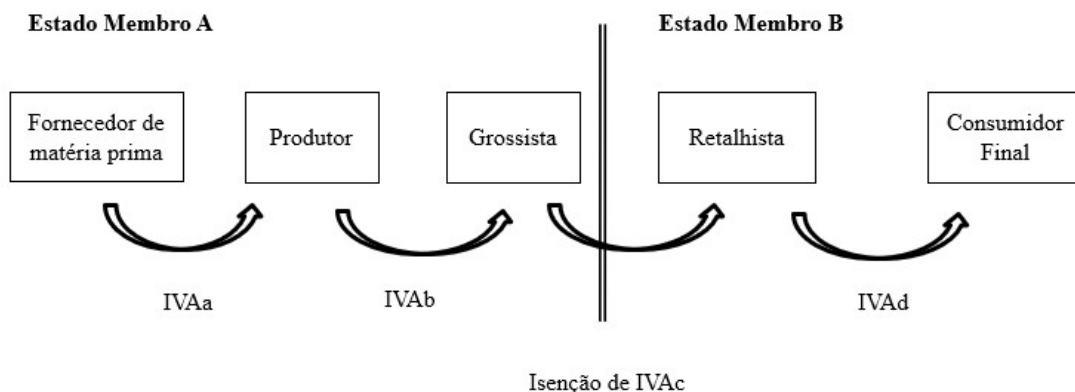 Estado Membro A
Estado Membro B
Fornecedor de
matéria prima
Produtor
Grossista
Retalhista
Consumidor
Final
IVAa
IVAb
IVAd
Isenção de IVAc